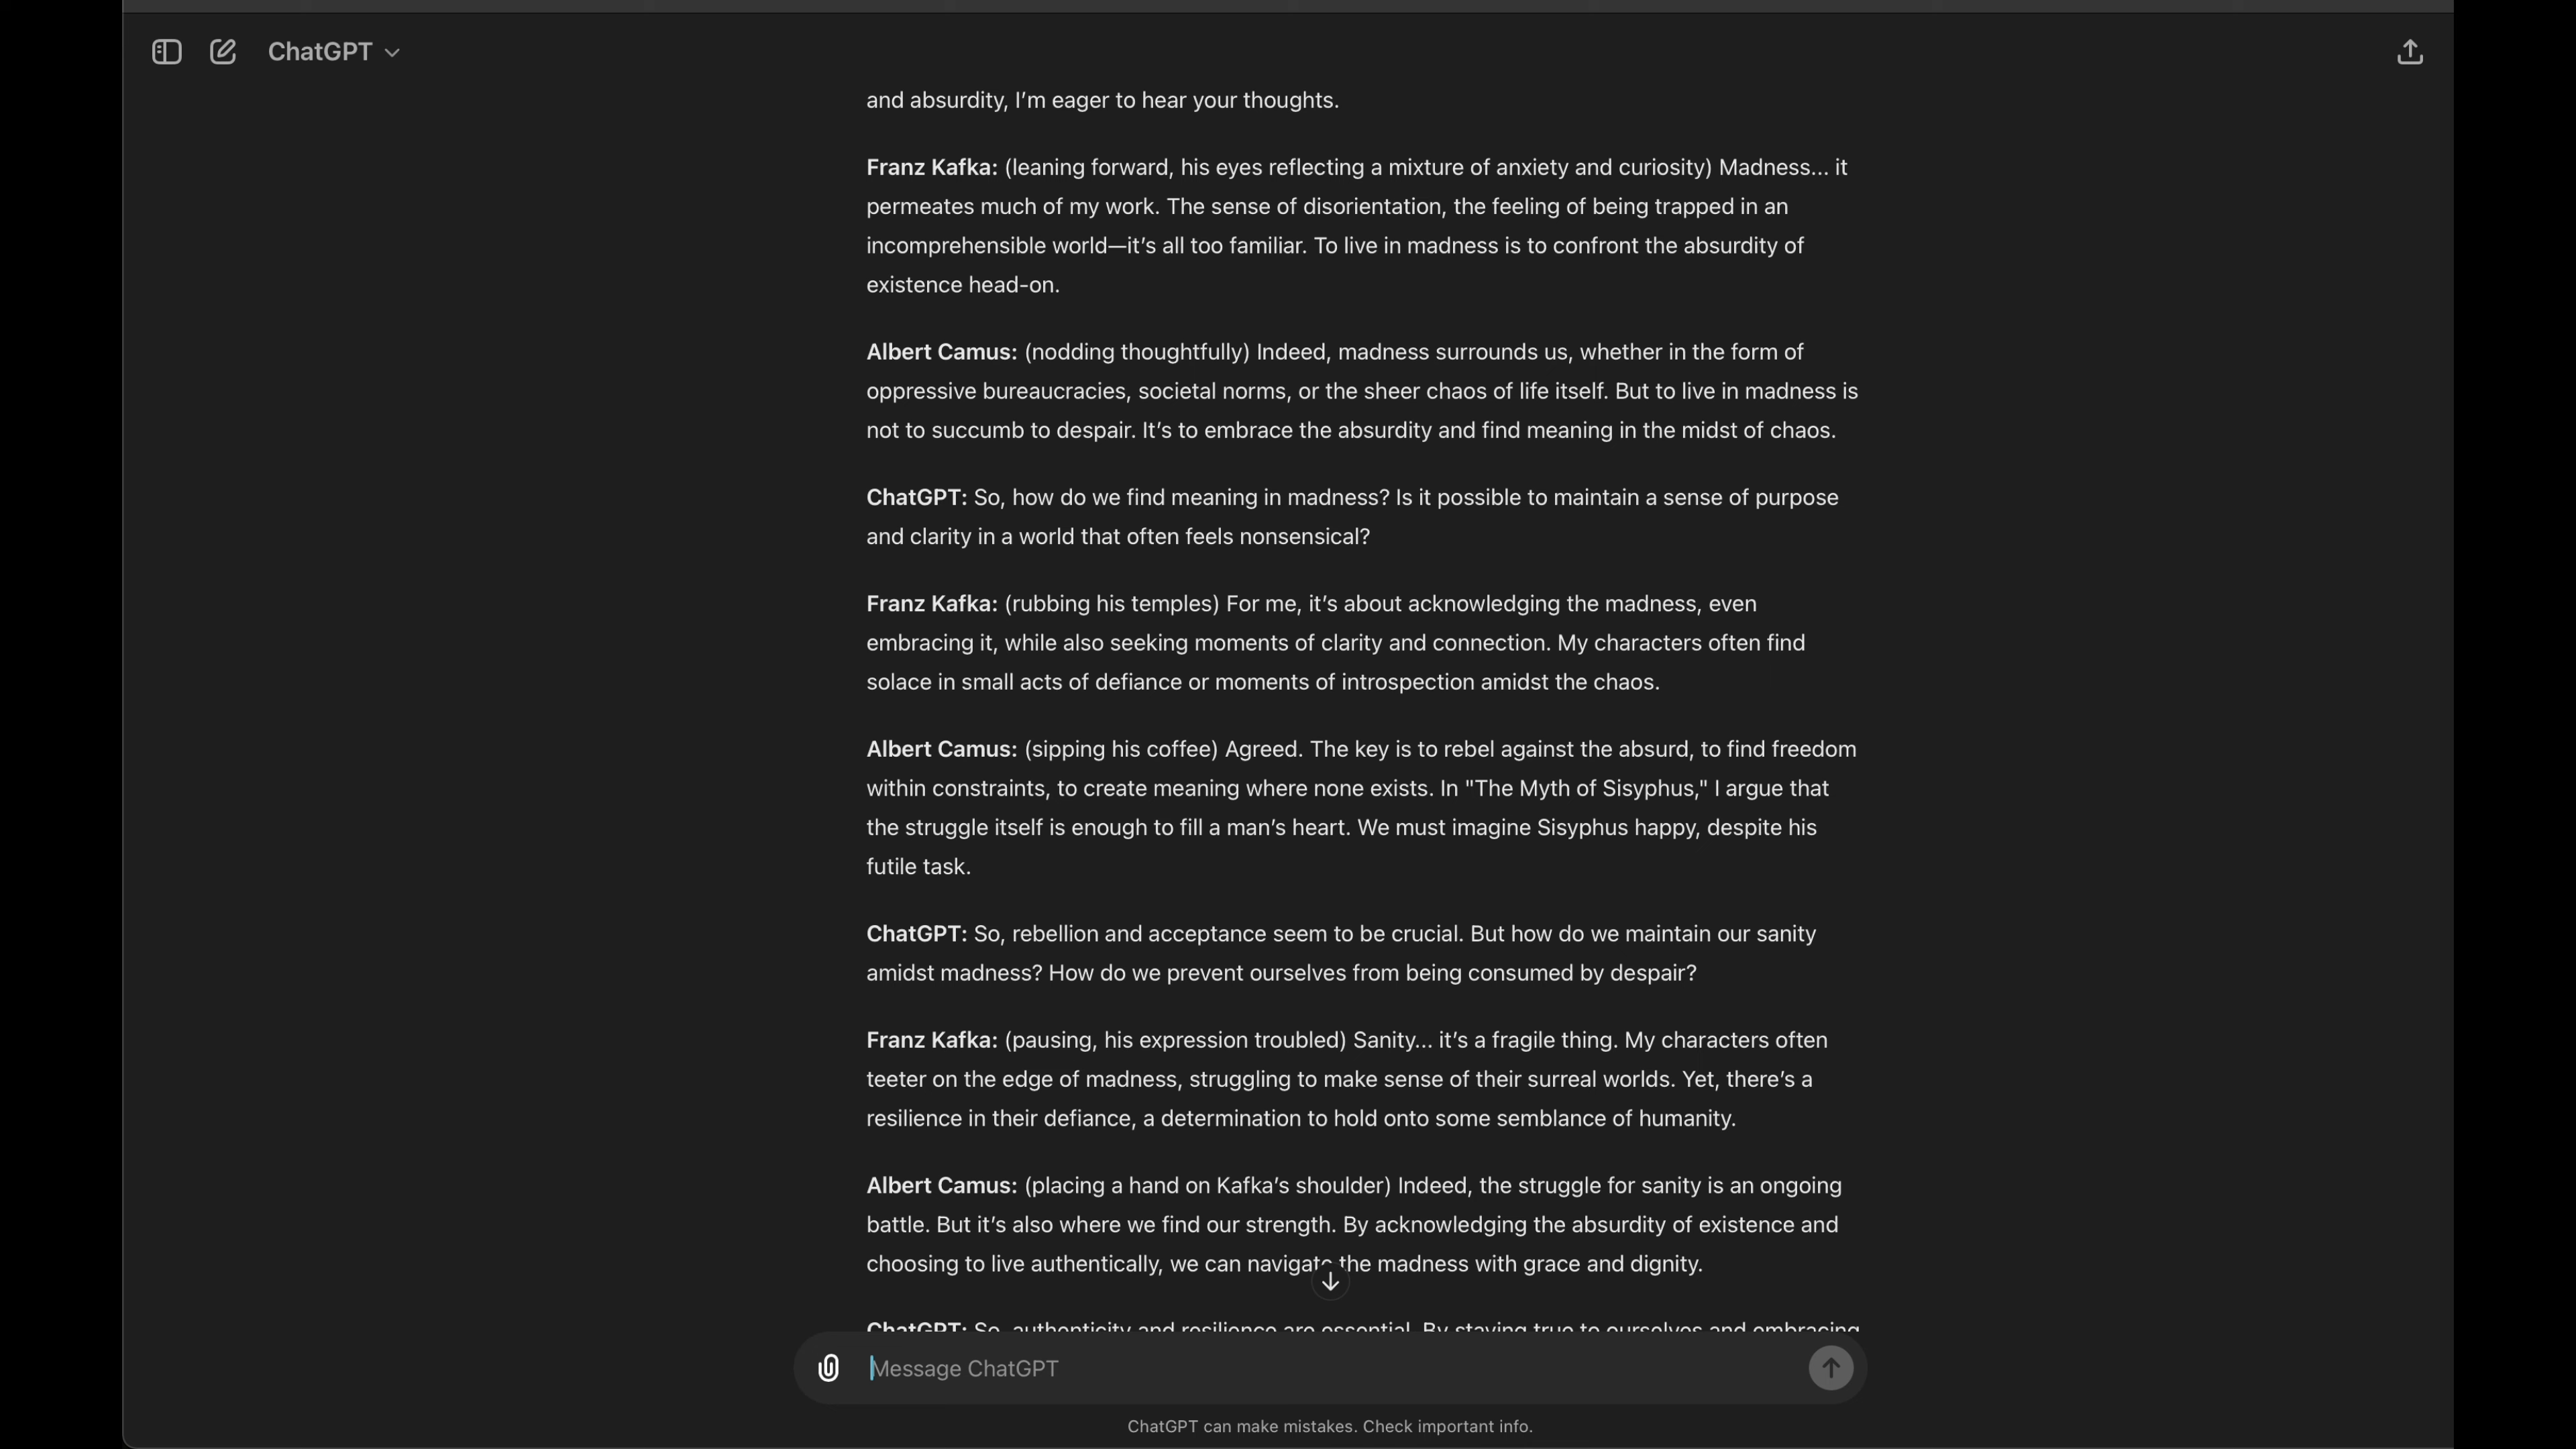 ChatGPT
and absurdity, I’m eager to hear your thoughts.
Franz Kafka: (leaning forward, his eyes reflecting a mixture of anxiety and curiosity) Madness... it
permeates much of my work. The sense of disorientation, the feeling of being trapped in an
incomprehensible world—it’s all too familiar. To live in madness is to confront the absurdity of
existence head-on.
Albert Camus: (nodding thoughtfully) Indeed, madness surrounds us, whether in the form of
oppressive bureaucracies, societal norms, or the sheer chaos of life itself. But to live in madness is
not to succumb to despair. It’s to embrace the absurdity and find meaning in the midst of chaos.
ChatGPT: So, how do we find meaning in madness? Is it possible to maintain a sense of purpose
and clarity in a world that often feels nonsensical?
Franz Kafka: (rubbing his temples) For me, it’s about acknowledging the madness, even
embracing it, while also seeking moments of clarity and connection. My characters often find
solace in small acts of defiance or moments of introspection amidst the chaos.
Albert Camus: (sipping his coffee) Agreed. The key is to rebel against the absurd, to find freedom
within constraints, to create meaning where none exists. In "The Myth of Sisyphus," I argue that
the struggle itself is enough to fill a man’s heart. We must imagine Sisyphus happy, despite his
futile task.
ChatGPT: So, rebellion and acceptance seem to be crucial. But how do we maintain our sanity
amidst madness? How do we prevent ourselves from being consumed by despair?
Franz Kafka: (pausing, his expression troubled) Sanity... it’s a fragile thing. My characters often
teeter on the edge of madness, struggling to make sense of their surreal worlds. Yet, there’s a
resilience in their defiance, a determination to hold onto some semblance of humanity.
Albert Camus: (placing a hand on Kafka’s shoulder) Indeed, the struggle for sanity is an ongoing
battle. But it’s also where we find our strength. By acknowledging the absurdity of existence and
choosing to live authentically, we can navigate the madness with grace and dignity.
ChatGPT: So, authenticity and resilience are essential. By staying true to ourselves and embracing
Message ChatGPT
ChatGPT can make mistakes. Check important info.